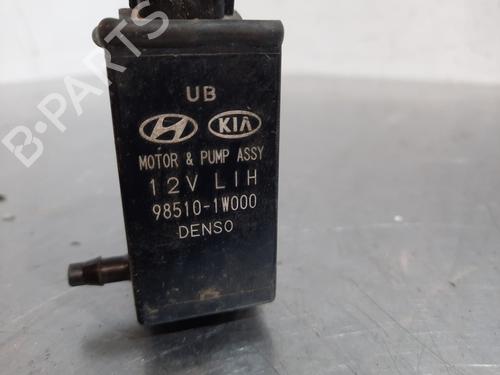 UB
KIA
MOTOR & PUMP ASSY
12V LIH
98510-1W000
DENSO
B-PARTS